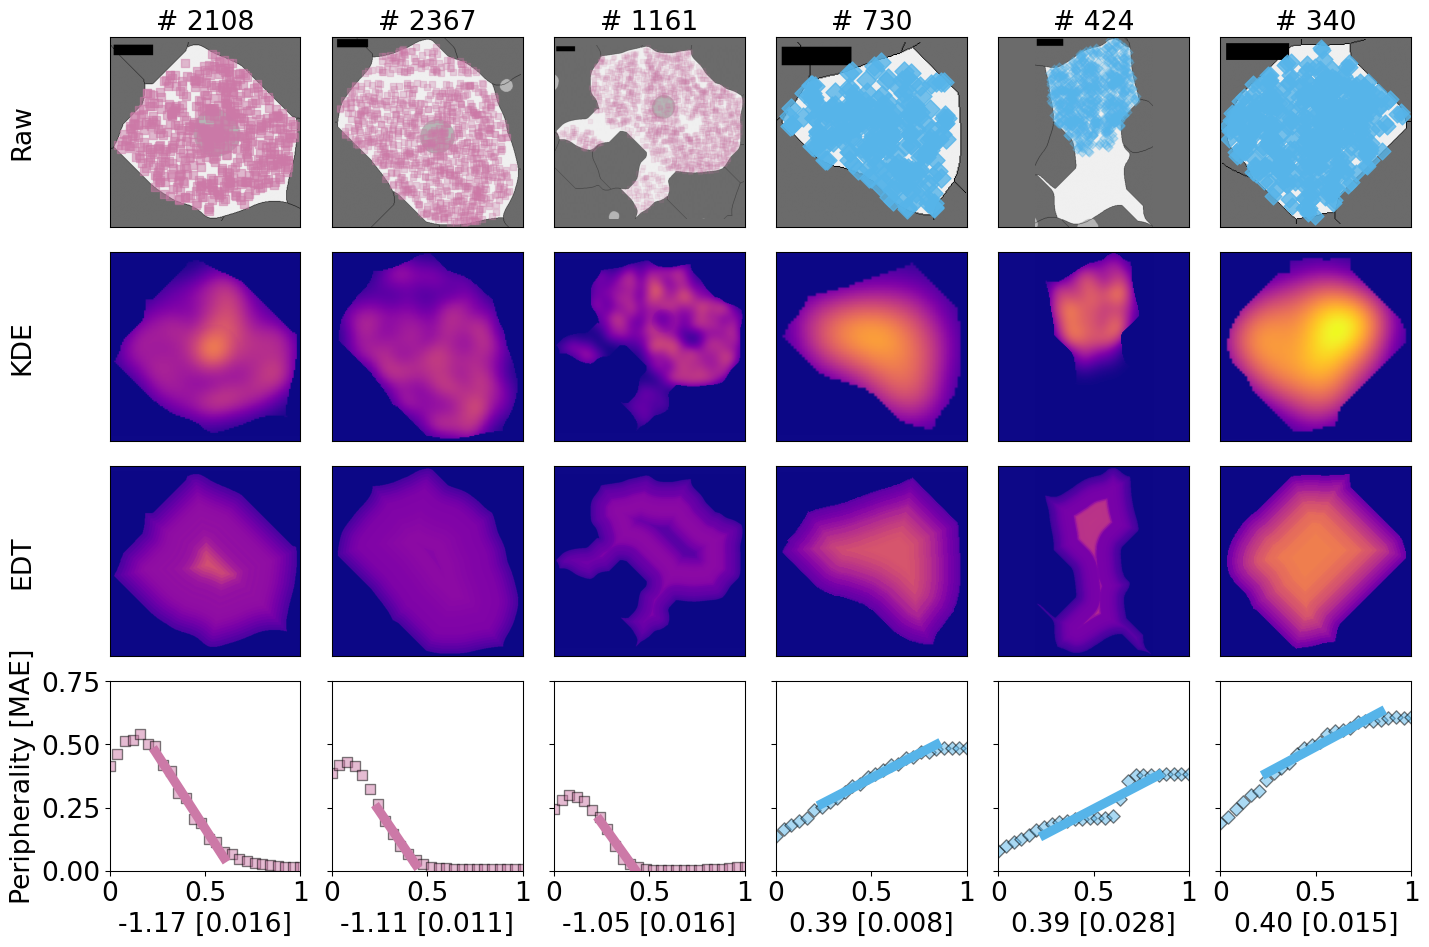 # 2108 # 2367 # 1161 # 730 # 424 # 340
Raw
KDE
EDT
Peripherality [MAE]
0.75
0.50
0.25
0.00
0 0.5 1 0 0.5 1 0 0.5 1 0 0.5 1 0 0.5 1 0 0.5 1
-1.17 [0.016] -1.11 [0.011] -1.05 [0.016] 0.39 [0.008] 0.39 [0.028] 0.40 [0.015]